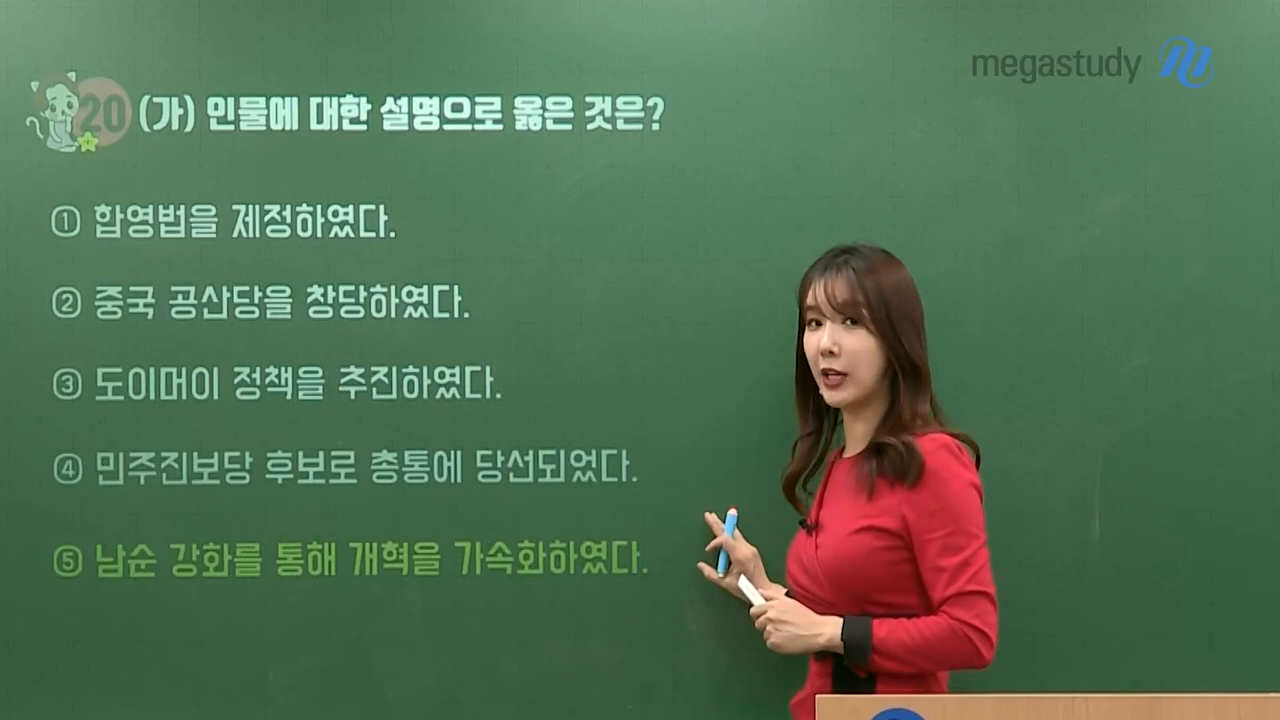 megastudy
20 (가) 인물에 대한 설명으로 옳은 것은?
① 합영법을 제정하였다.
② 중국 공산당을 창당하였다.
③ 도이머이 정책을 추진하였다.
④ 민주진보당 후보로 총통에 당선되었다.
⑤ 남순 강화를 통해 개혁을 가속화하였다.